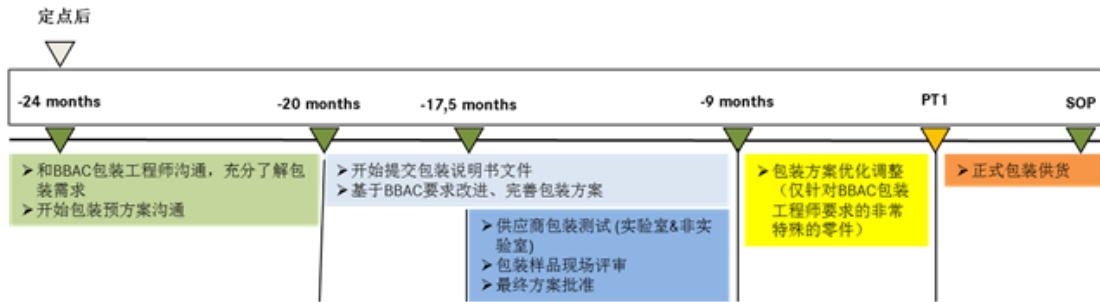 定点后
-24 months
-20 months
-17,5 months
-9 months
PT1
SOP
➢和BBAC包装工程师沟通，充分了解包
装需求
➢开始包装预方案沟通
➢开始提交包装说明书文件
➢基于BBAC要求改进、完善包装方案
➢供应商包装测试 (实验室&非实
验室)
➢包装样品现场评审
➢最终方案批准
➢包装方案优化调整
（仅针对BBAC包装
工程师要求的非常
特殊的零件）
➢正式包装供货